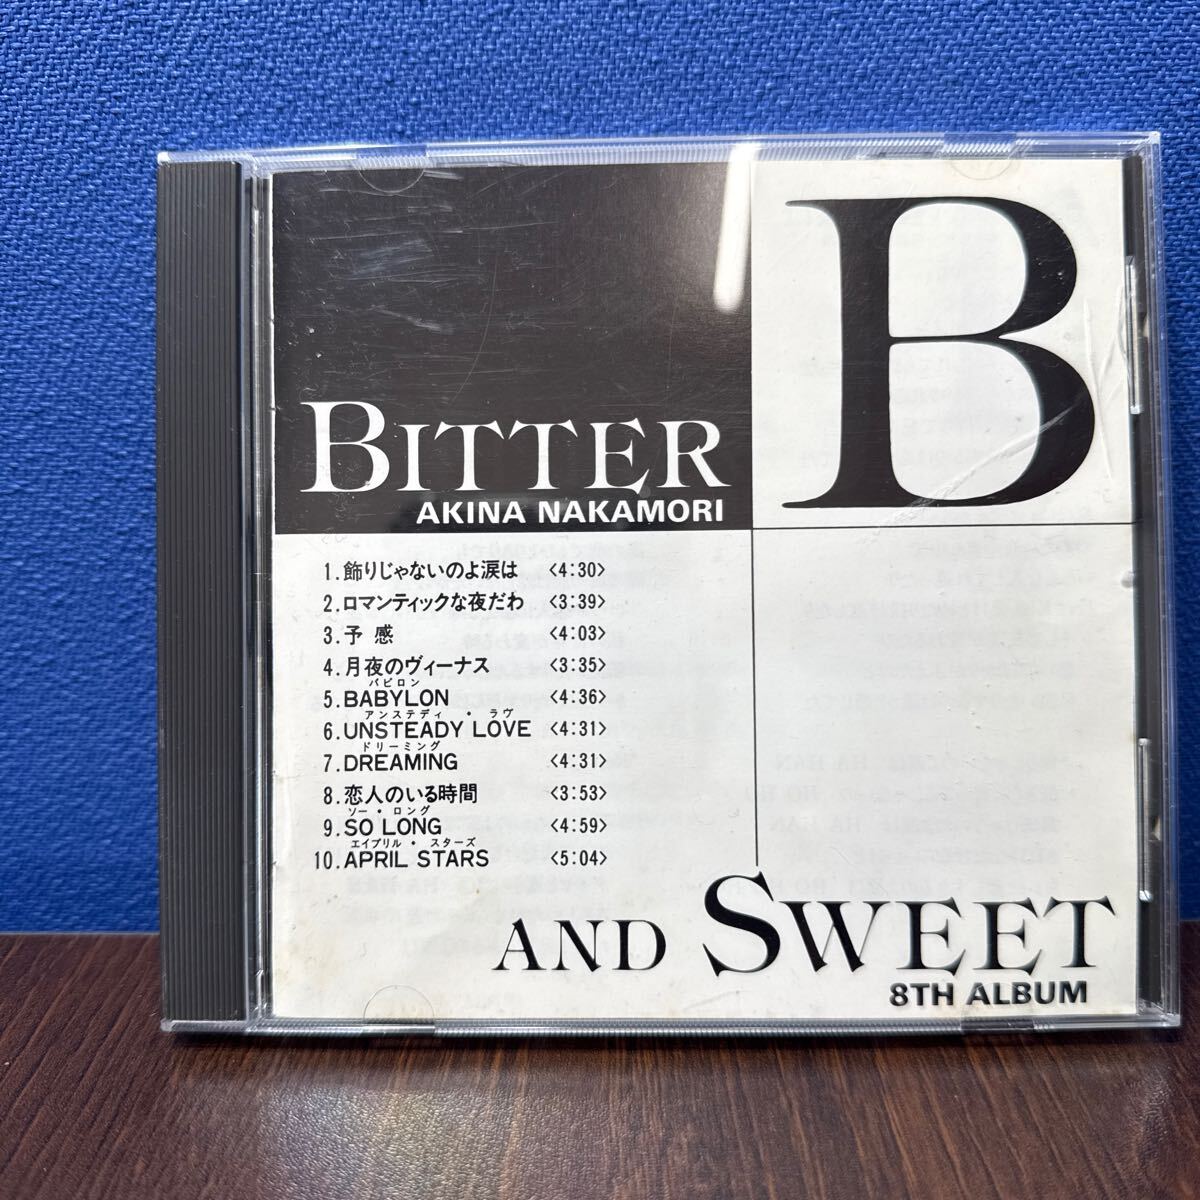 B
BITTER
AKINA NAKAMORI
1. 飾りじゃないのよ涙は 〈4:30〉
2. ロマンティックな夜だわ 〈3:39〉
3. 予 感 〈4:03〉
4. 月夜のヴィーナス 〈3:35〉
バビロン
5. BABYLON 〈4:36〉
アンステディ ・ ラヴ
6. UNSTEADY LOVE 〈4:31〉
ドリーミング
7. DREAMING 〈4:31〉
8. 恋人のいる時間 〈3:53〉
ソー・ロング
9. SO LONG 〈4:59〉
エイプリル・ スターズ
10. APRIL STARS 〈5:04〉
AND SWEET
8TH ALBUM